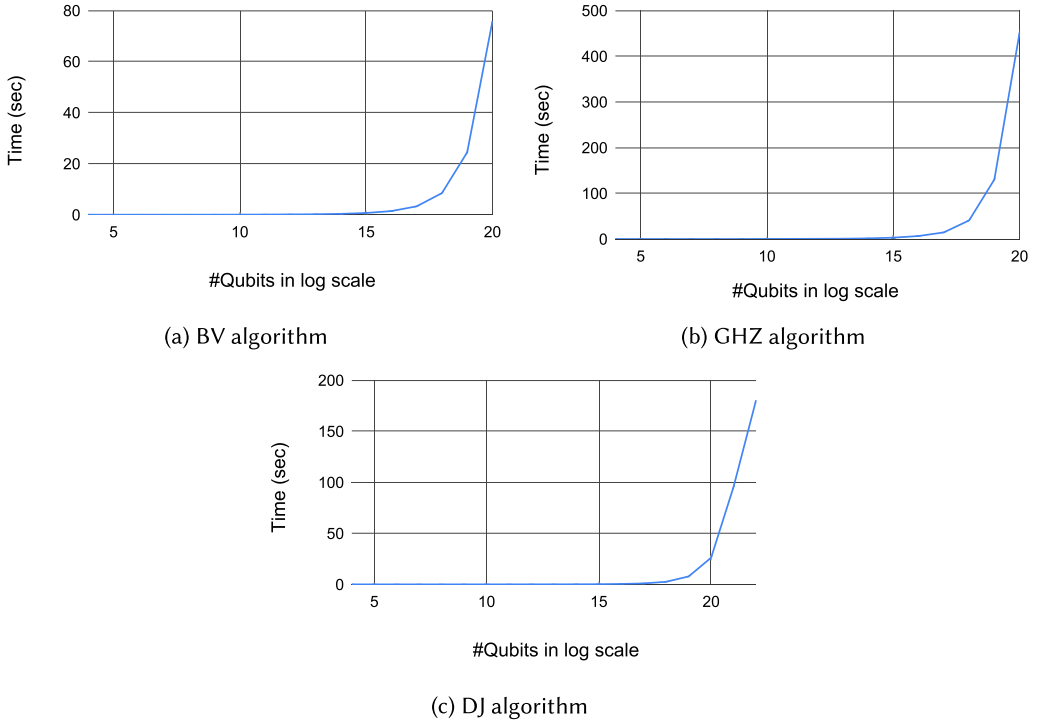 80
60
40
20
0
Time (sec)
5 10 15 20
#Qubits in log scale
(a) BV algorithm
500
400
300
200
100
0
Time (sec)
5 10 15 20
#Qubits in log scale
(b) GHZ algorithm
200
150
100
50
0
Time (sec)
5 10 15 20
#Qubits in log scale
(c) DJ algorithm